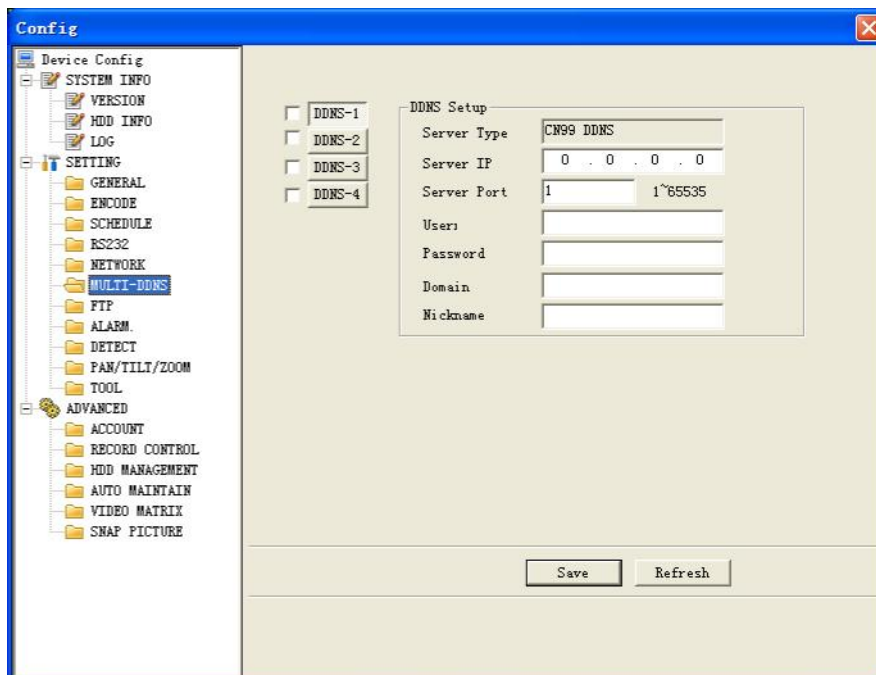 Config
Device Config
SYSTEM INFO
VERSION
HDD INFO
LOG
SETTING
GENERAL
ENCODE
SCHEDULE
RS232
NETWORK
MULTI-DDNS
FTP
ALARM.
DETECT
PAN/TILT/ZOOM
TOOL
ADVANCED
ACCOUNT
RECORD CONTROL
HDD MANAGEMENT
AUTO MAINTAIN
VIDEO MATRIX
SNAP PICTURE
DDNS-1
DDNS-2
DDNS-3
DDNS-4
DDNS Setup
Server Type CN99 DDNS
Server IP 0 . 0 . 0 . 0
Server Port 1 1~65535
User:
Password
Domain
Nickname
Save Refresh